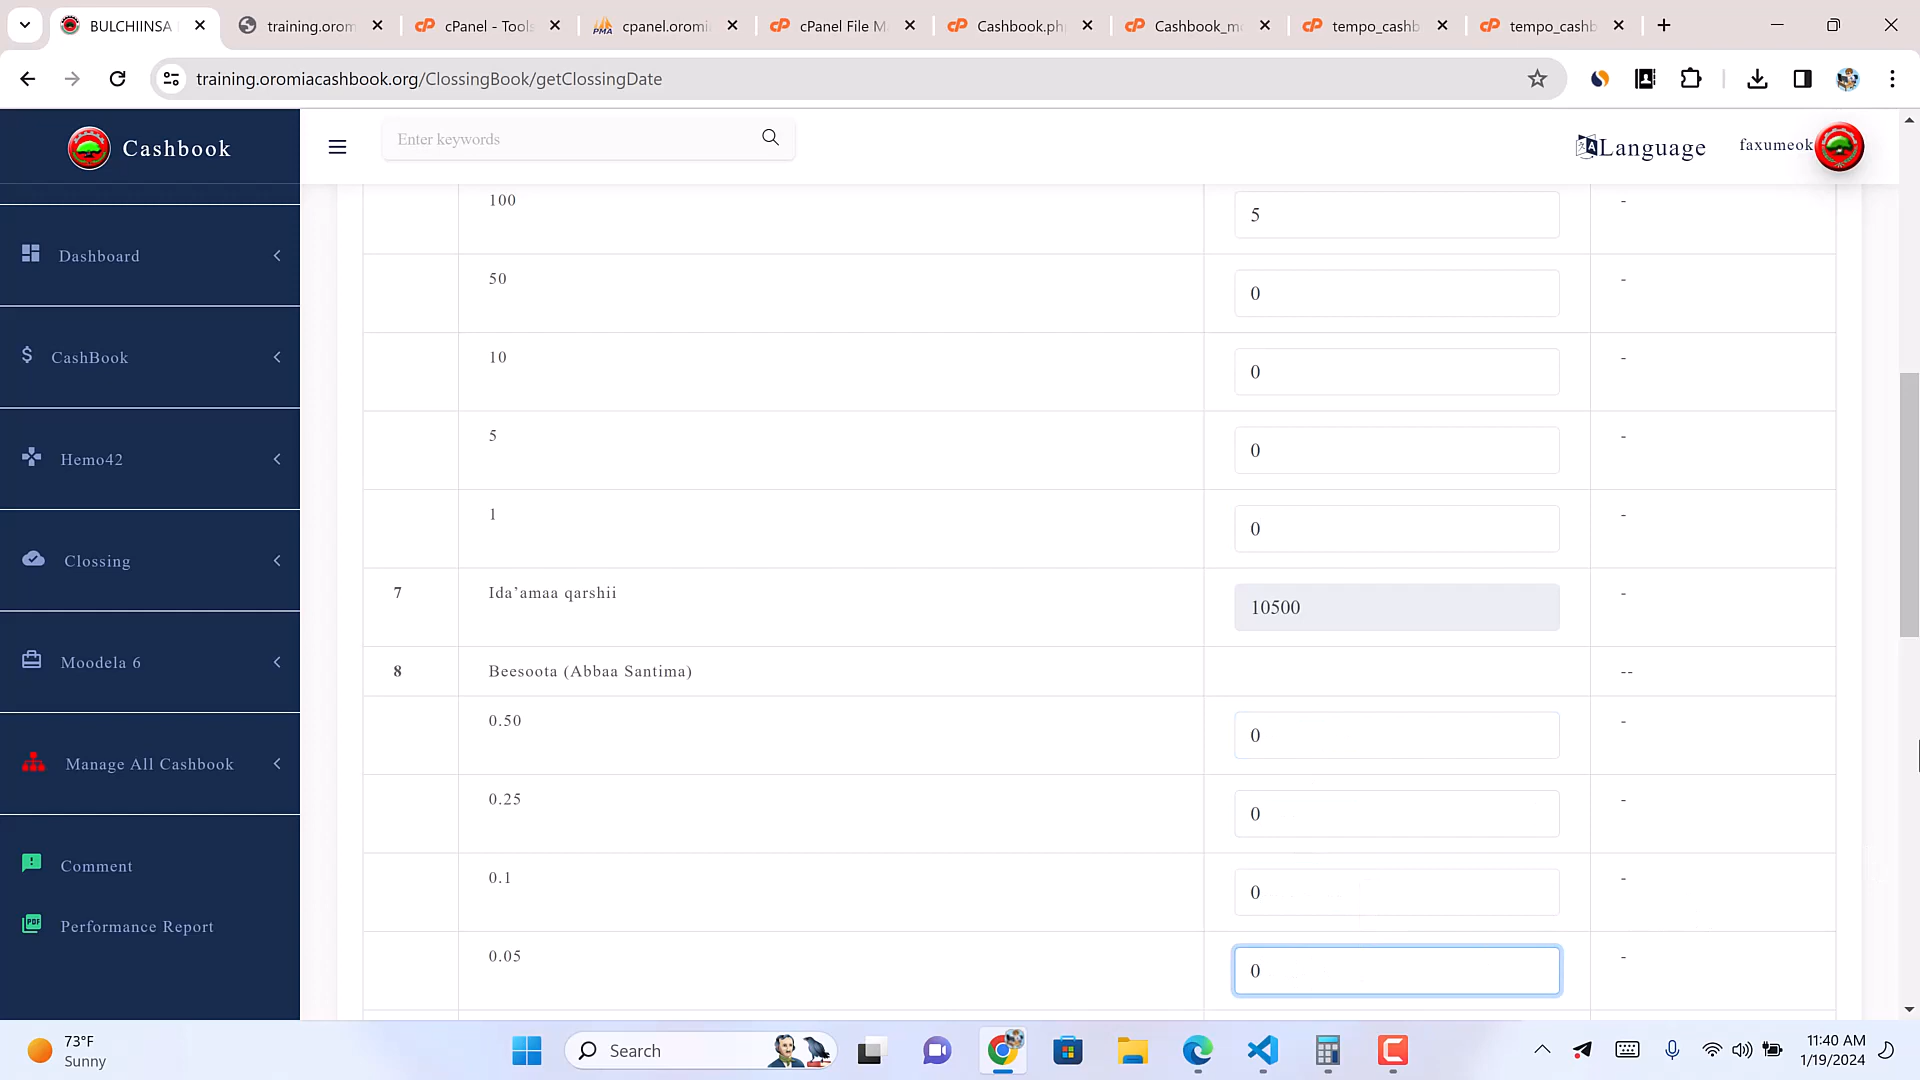 BULCHIINSA
training.orom
cPanel - Tools
cpanel.oromi
cPanel File M
Cashbook.ph
Cashbook_m
tempo_cashb
tempo_cashb
training.oromiacashbook.org/ClossingBook/getClossingDate
Cashbook
Enter keywords
Language
faxumeok
Dashboard
CashBook
Hemo42
Clossing
Moodela 6
Manage All Cashbook
Comment
Performance Report
100 5 -
50 0 -
10 0 -
5 0 -
1 0 -
7 Ida’amaa qarshii 10500 -
8 Beesoota (Abbaa Santima) --
0.50 0 -
0.25 0 -
0.1 0 -
0.05 0 -
73°F
Sunny
Search
11:40 AM
1/19/2024